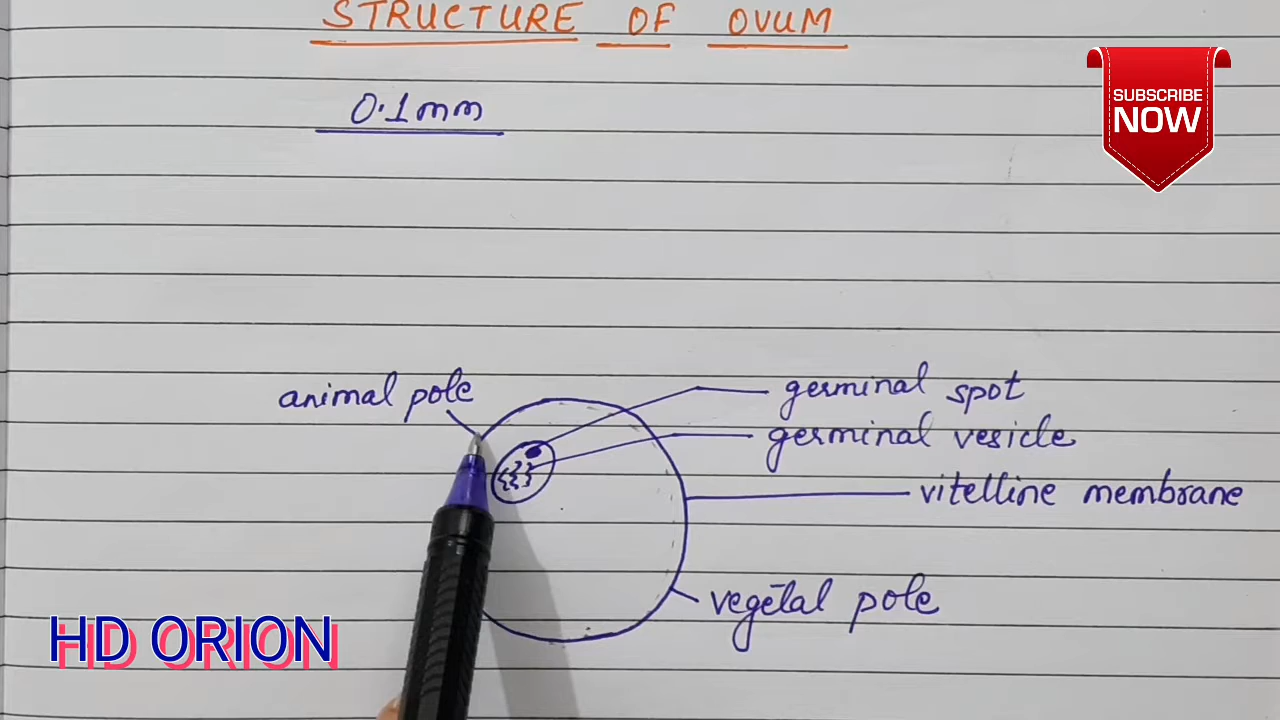 STRUCTURE OF OVUM
SUBSCRIBE
NOW
0.1mm
animal pole
germinal spot
germinal vesicle
vitelline membrane
vegetal pole
HD ORION